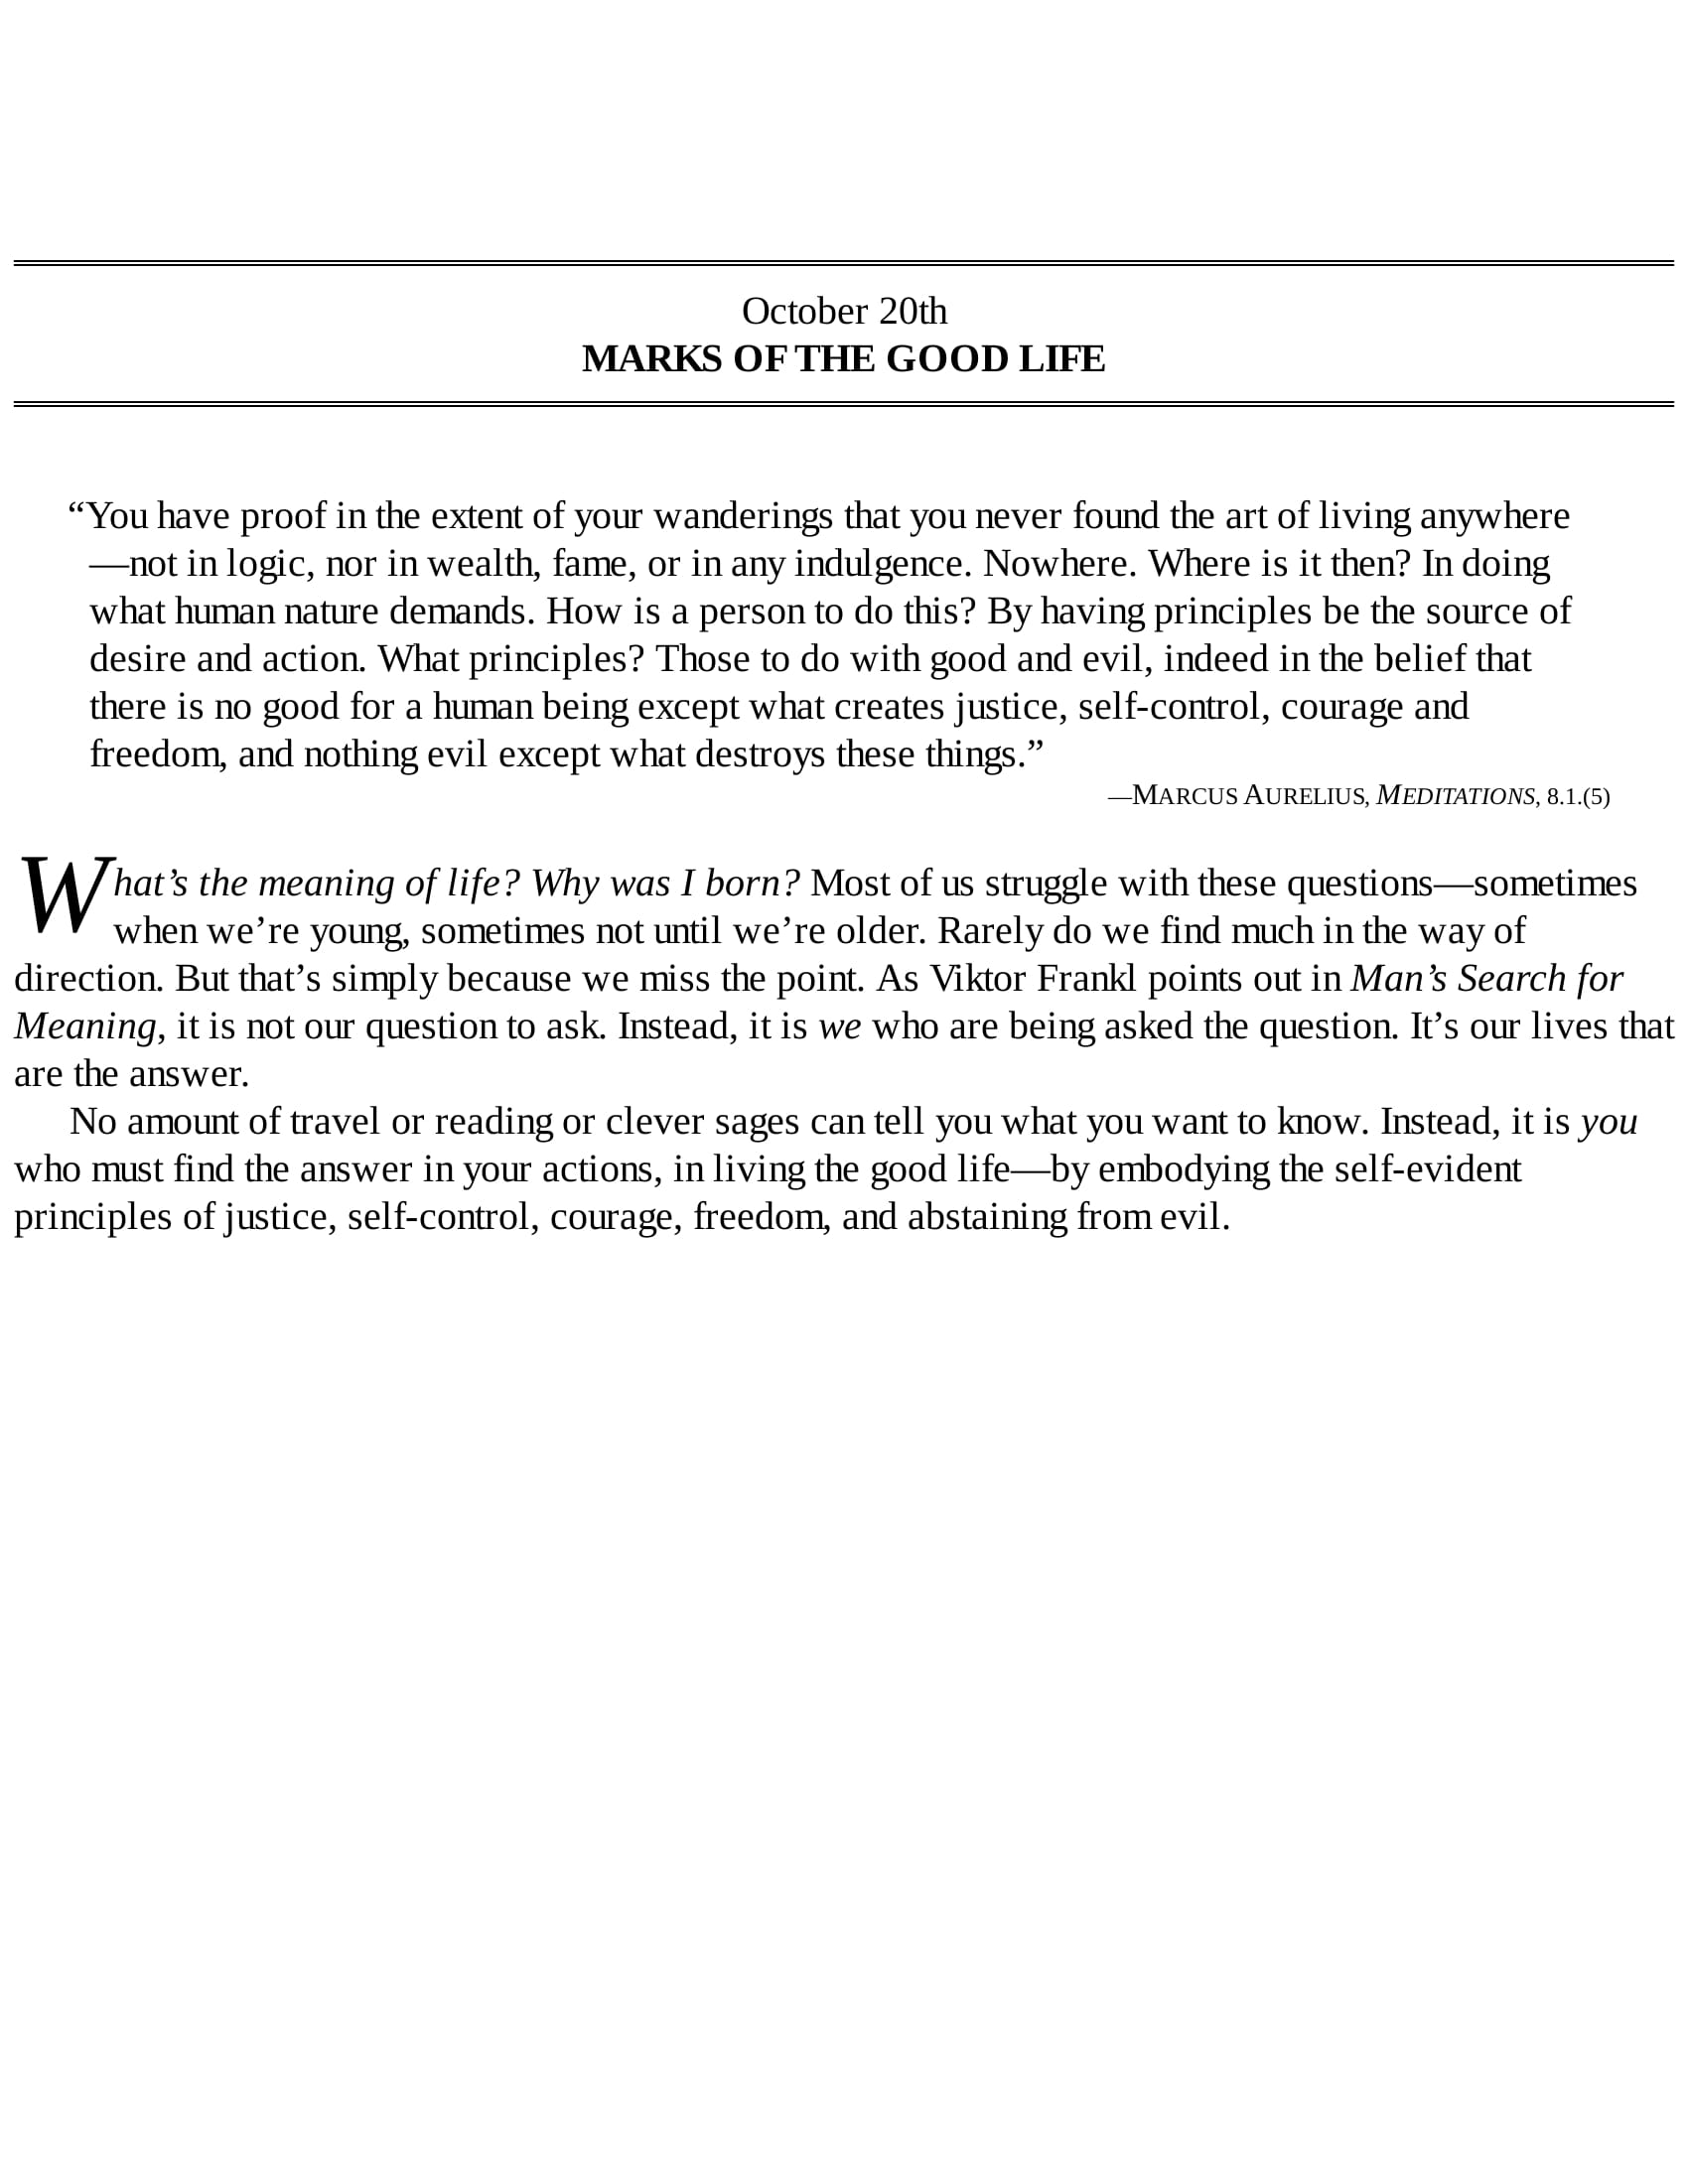 October 20th
MARKS OF THE GOOD LIFE
“You have proof in the extent of your wanderings that you never found the art of living anywhere
—not in logic, nor in wealth, fame, or in any indulgence. Nowhere. Where is it then? In doing
what human nature demands. How is a person to do this? By having principles be the source of
desire and action. What principles? Those to do with good and evil, indeed in the belief that
there is no good for a human being except what creates justice, self-control, courage and
freedom, and nothing evil except what destroys these things.”
—MARCUS AURELIUS, MEDITATIONS, 8.1.(5)
What’s the meaning of life? Why was I born? Most of us struggle with these questions—sometimes
when we’re young, sometimes not until we’re older. Rarely do we find much in the way of
direction. But that’s simply because we miss the point. As Viktor Frankl points out in Man’s Search for
Meaning, it is not our question to ask. Instead, it is we who are being asked the question. It’s our lives that
are the answer.
No amount of travel or reading or clever sages can tell you what you want to know. Instead, it is you
who must find the answer in your actions, in living the good life—by embodying the self-evident
principles of justice, self-control, courage, freedom, and abstaining from evil.